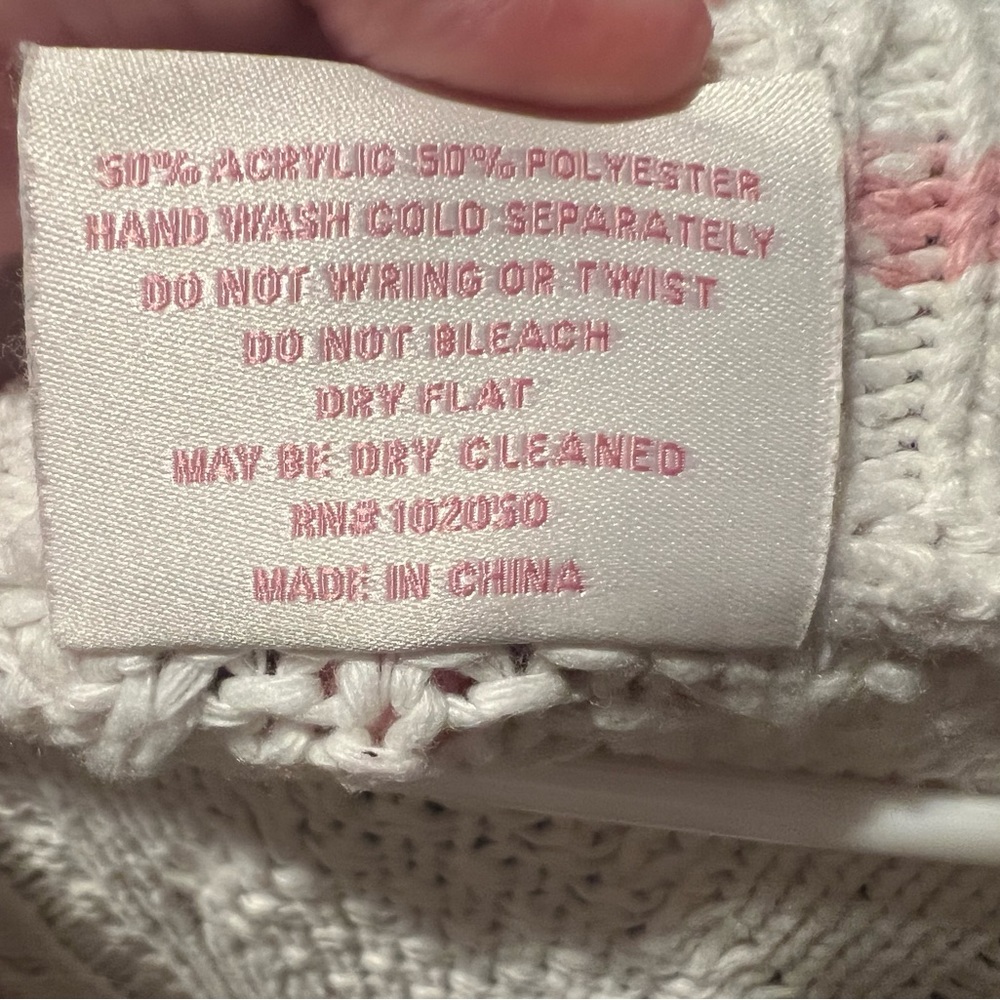 50% ACRYLIC 50% POLYESTER
HAND WASH COLD SEPARATELY
DO NOT WRING OR TWIST
DO NOT BLEACH
DRY FLAT
MAY BE DRY CLEANED
RN#102050
MADE IN CHINA